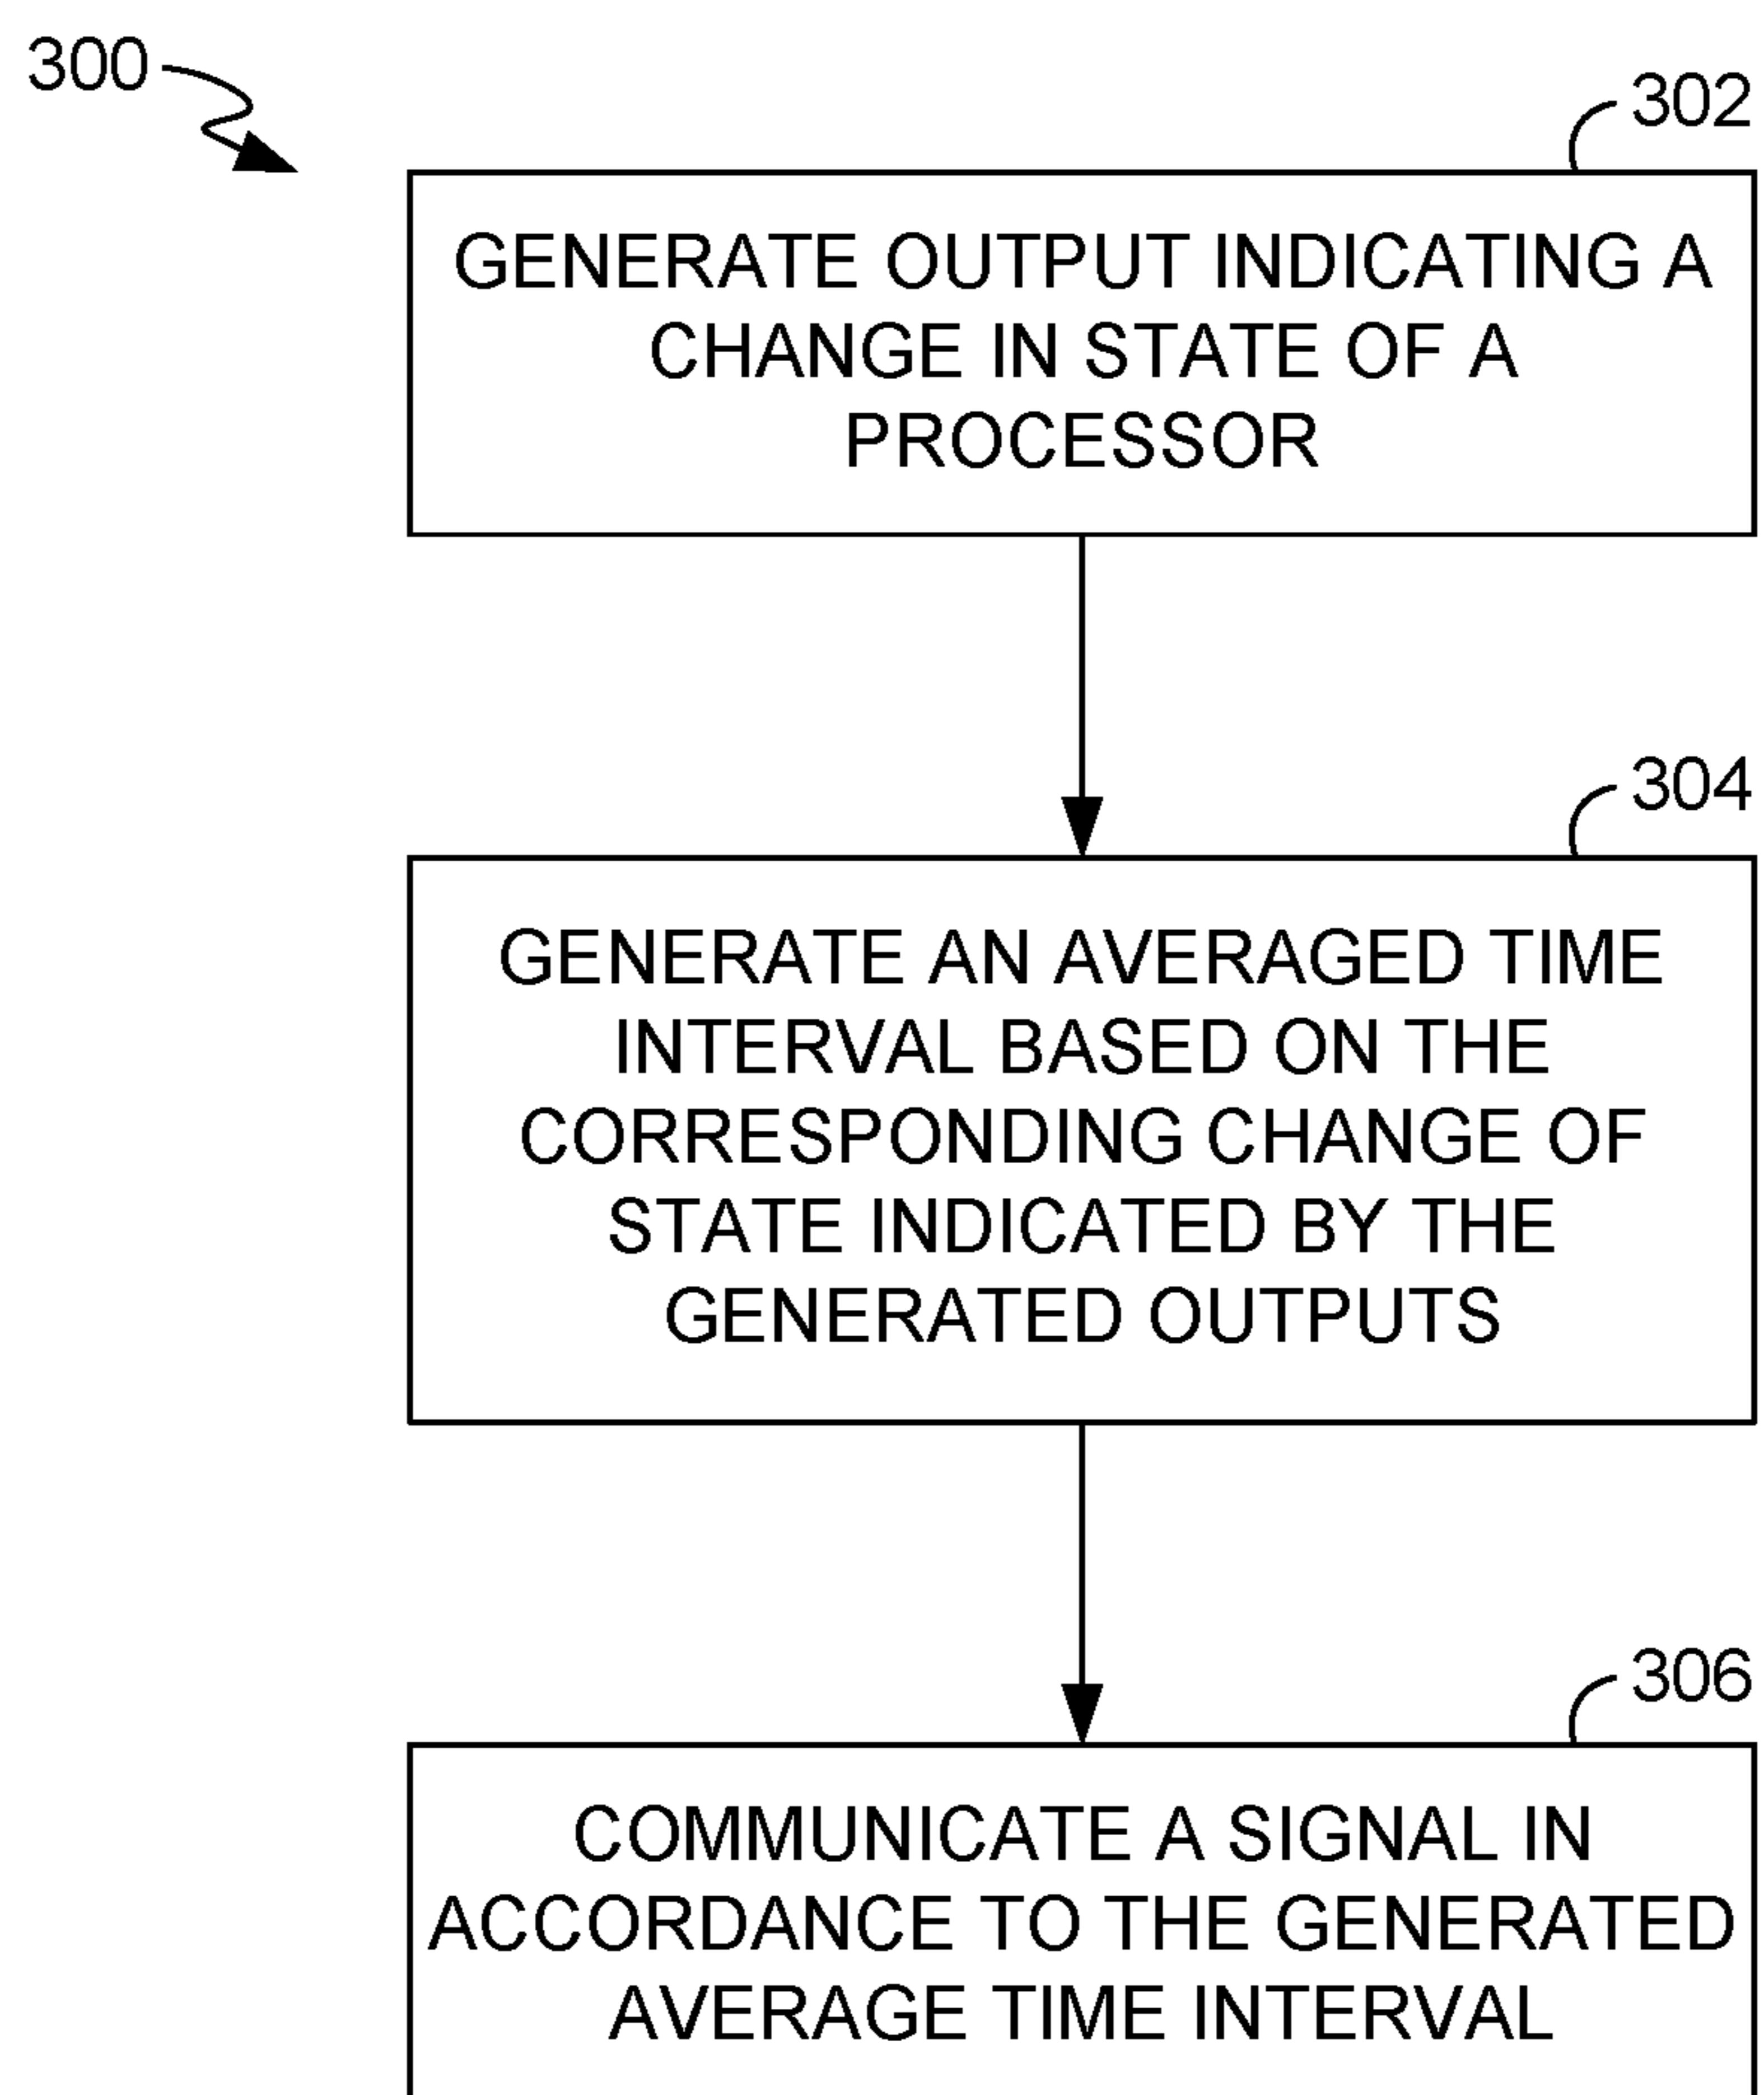 300
302
GENERATE OUTPUT INDICATING A
CHANGE IN STATE OF A
PROCESSOR
304
GENERATE AN AVERAGED TIME
INTERVAL BASED ON THE
CORRESPONDING CHANGE OF
STATE INDICATED BY THE
GENERATED OUTPUTS
306
COMMUNICATE A SIGNAL IN
ACCORDANCE TO THE GENERATED
AVERAGE TIME INTERVAL